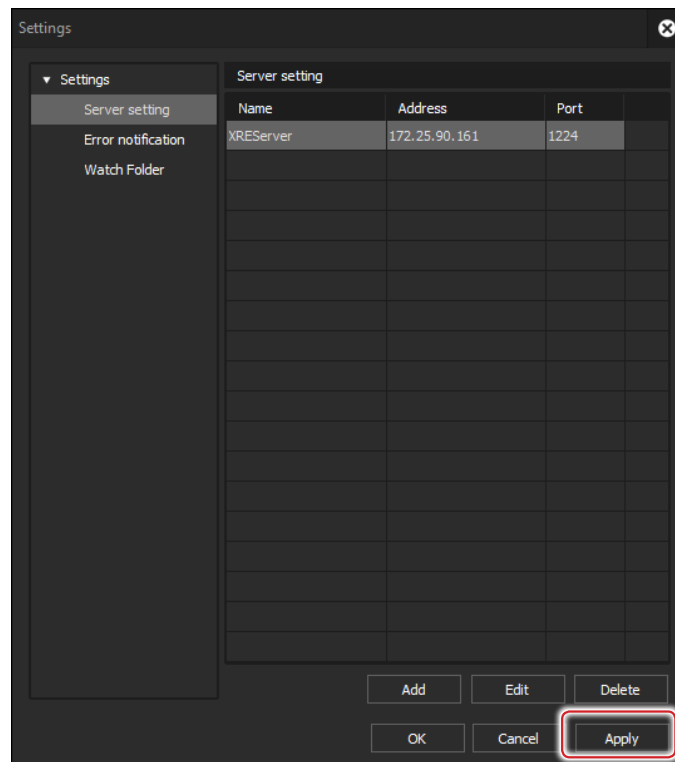 Settings
Settings
Server setting
Error notification
Watch Folder
Server setting
Name Address Port
XREServer 172.25.90.161 1224
Add Edit Delete
OK Cancel Apply